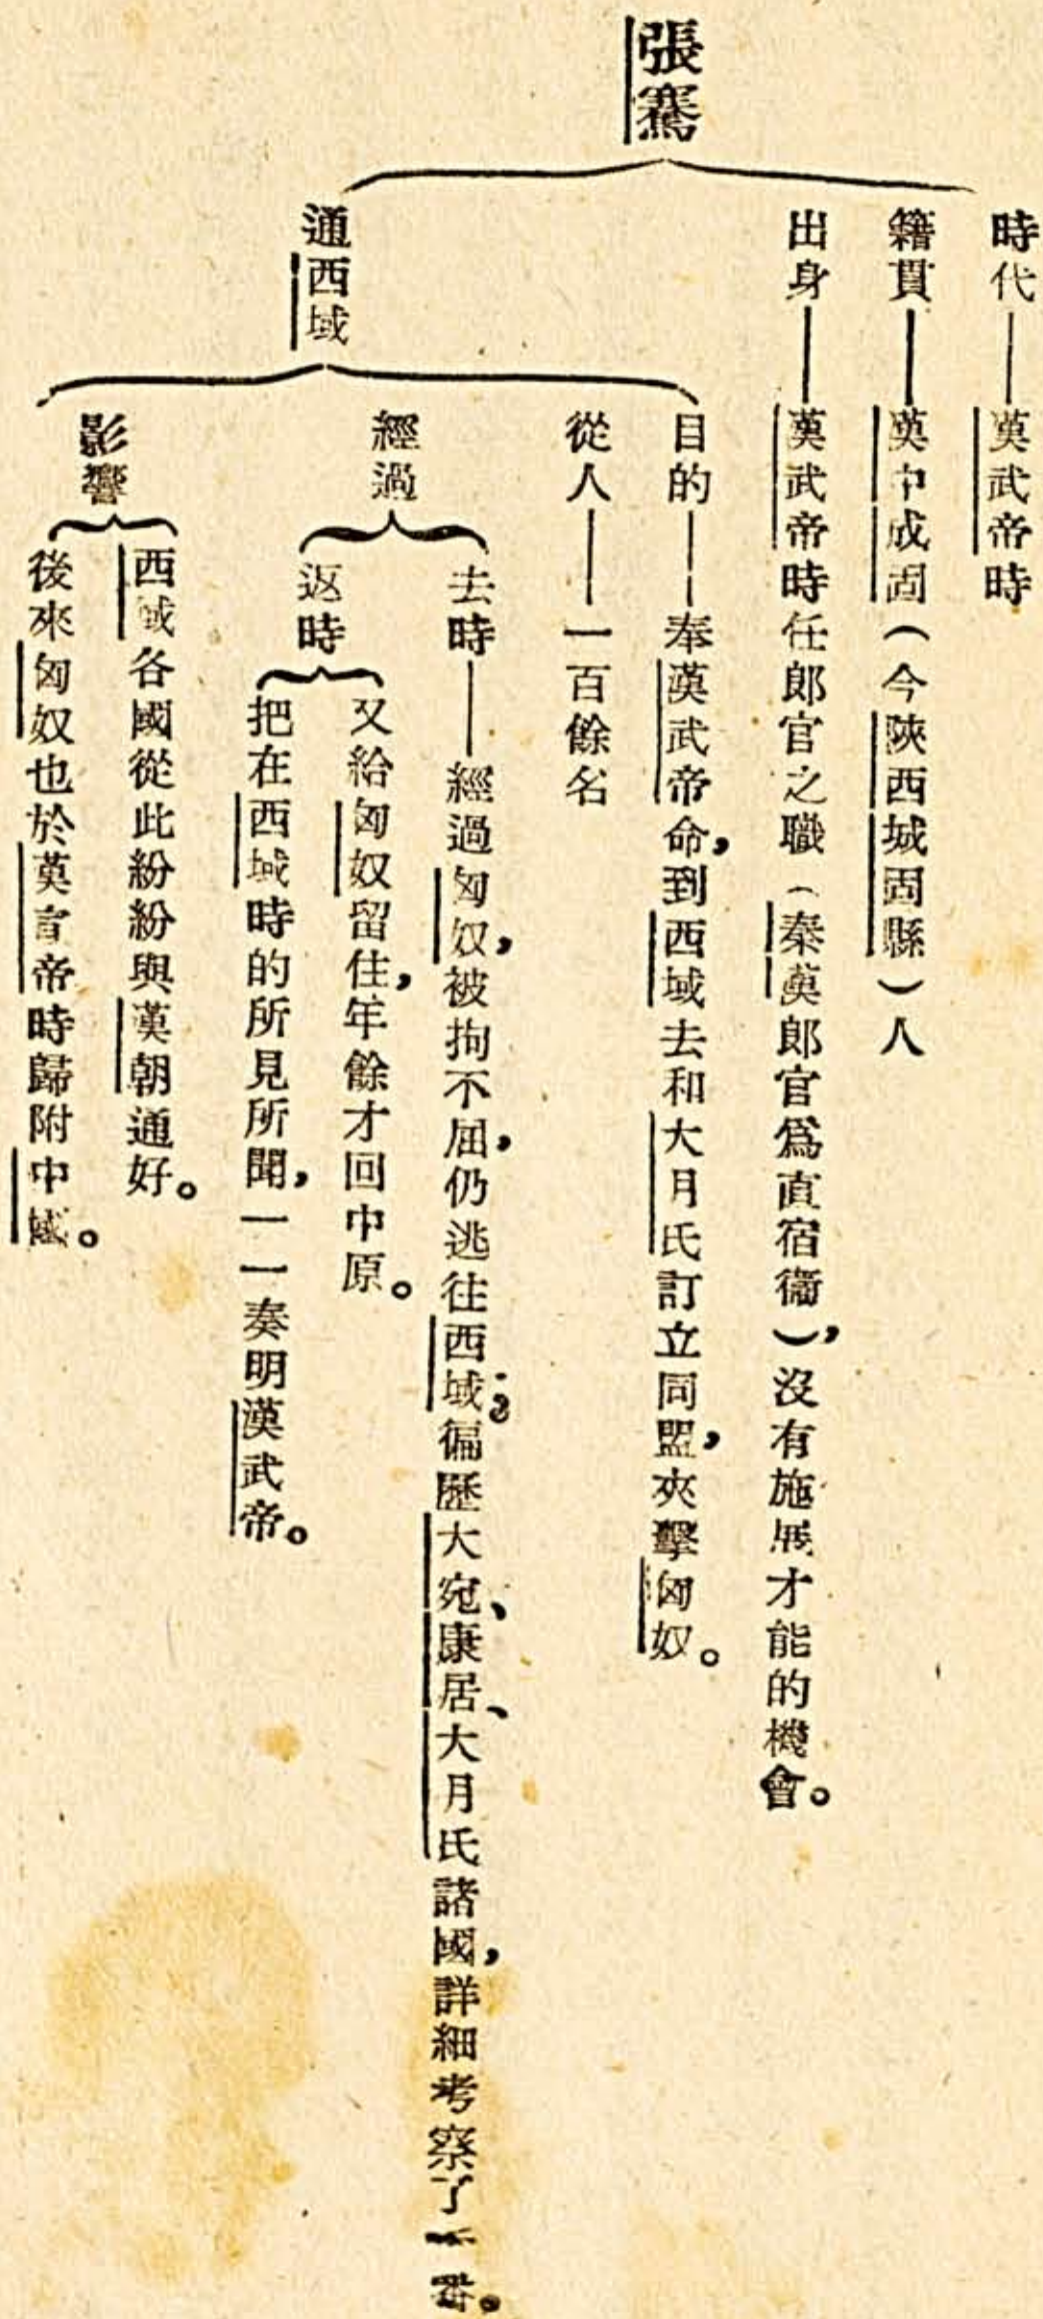 張騫
時代——漢武帝時
籍貫——漢中成固（今陝西城固縣）人
出身——漢武帝時任郎官之職（秦漢郎官爲直宿衞），沒有施展才能的機會。
通西域
目的——奉漢武帝命，到西域去和大月氏訂立同盟，夾擊匈奴。
從人——一百餘名
經過
去時——經過匈奴，被拘不屈，仍逃往西域；偏歷大宛、康居、大月氏諸國，詳細考察了一番。
返時
又給匈奴留住，年餘才回中原。
把在西域時的所見所聞，一一奏明漢武帝。
影響
西域各國從此紛紛與漢朝通好。
後來匈奴也於漢宣帝時歸附中國。